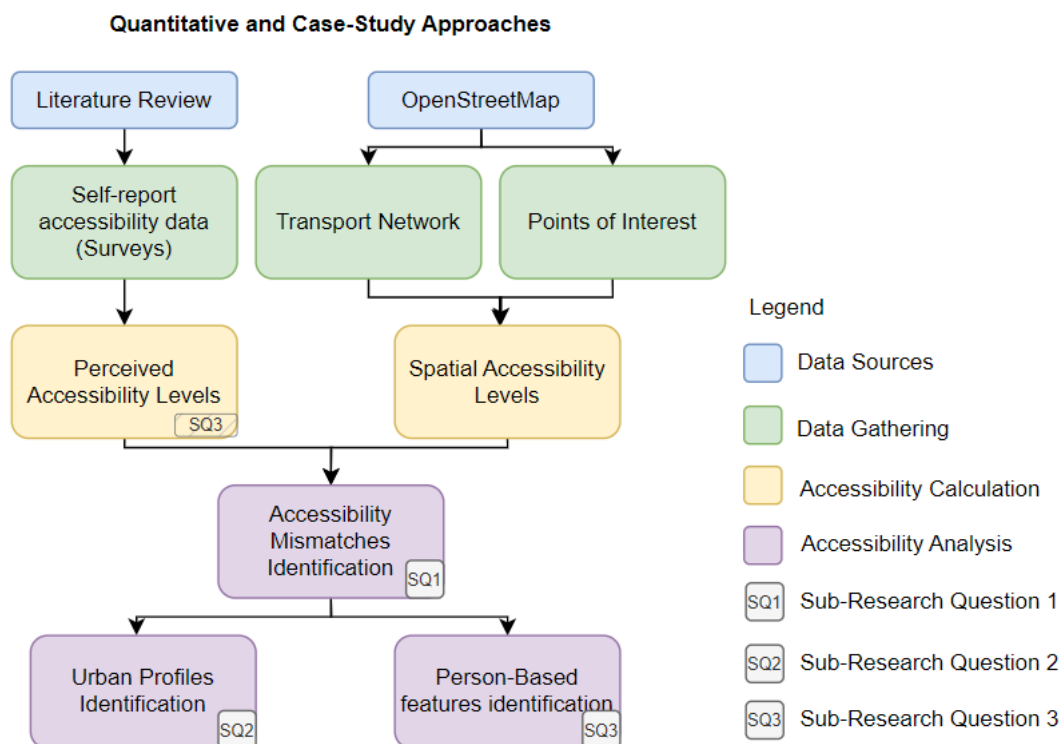 Quantitative and Case-Study Approaches
Literature Review
OpenStreetMap
Self-report
accessibility data
(Surveys)
Transport Network
Points of Interest
Perceived
Accessibility Levels
SQ3
Spatial Accessibility
Levels
Accessibility
Mismatches
Identification
SQ1
Urban Profiles
Identification
SQ2
Person-Based
features identification
SQ3
Legend
Data Sources
Data Gathering
Accessibility Calculation
Accessibility Analysis
SQ1 Sub-Research Question 1
SQ2 Sub-Research Question 2
SQ3 Sub-Research Question 3